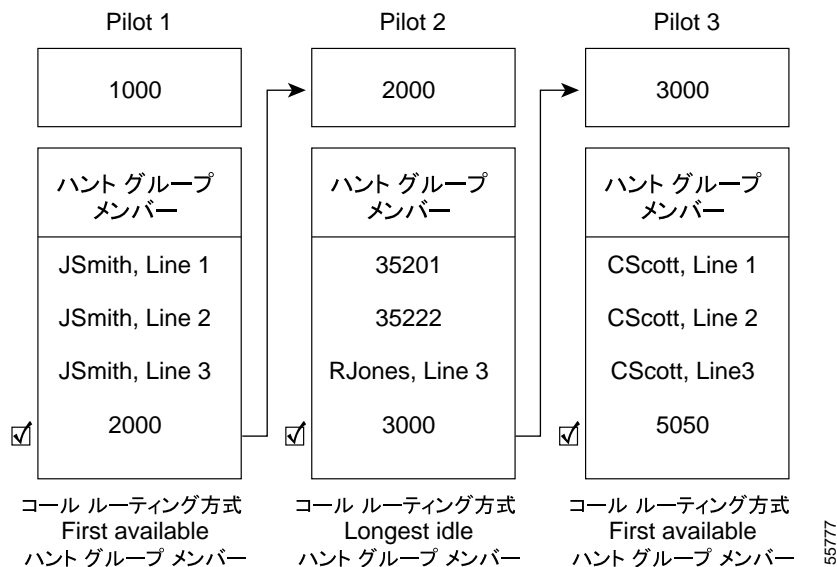 Pilot 1
1000
ハント グループ
メンバー
JSmith, Line 1
JSmith, Line 2
JSmith, Line 3
2000
コール ルーティング方式
First available
ハント グループ メンバー
Pilot 2
2000
ハント グループ
メンバー
35201
35222
RJones, Line 3
3000
コール ルーティング方式
Longest idle
ハント グループ メンバー
Pilot 3
3000
ハント グループ
メンバー
CScott, Line 1
CScott, Line 2
CScott, Line3
5050
コール ルーティング方式
First available
ハント グループ メンバー
55777